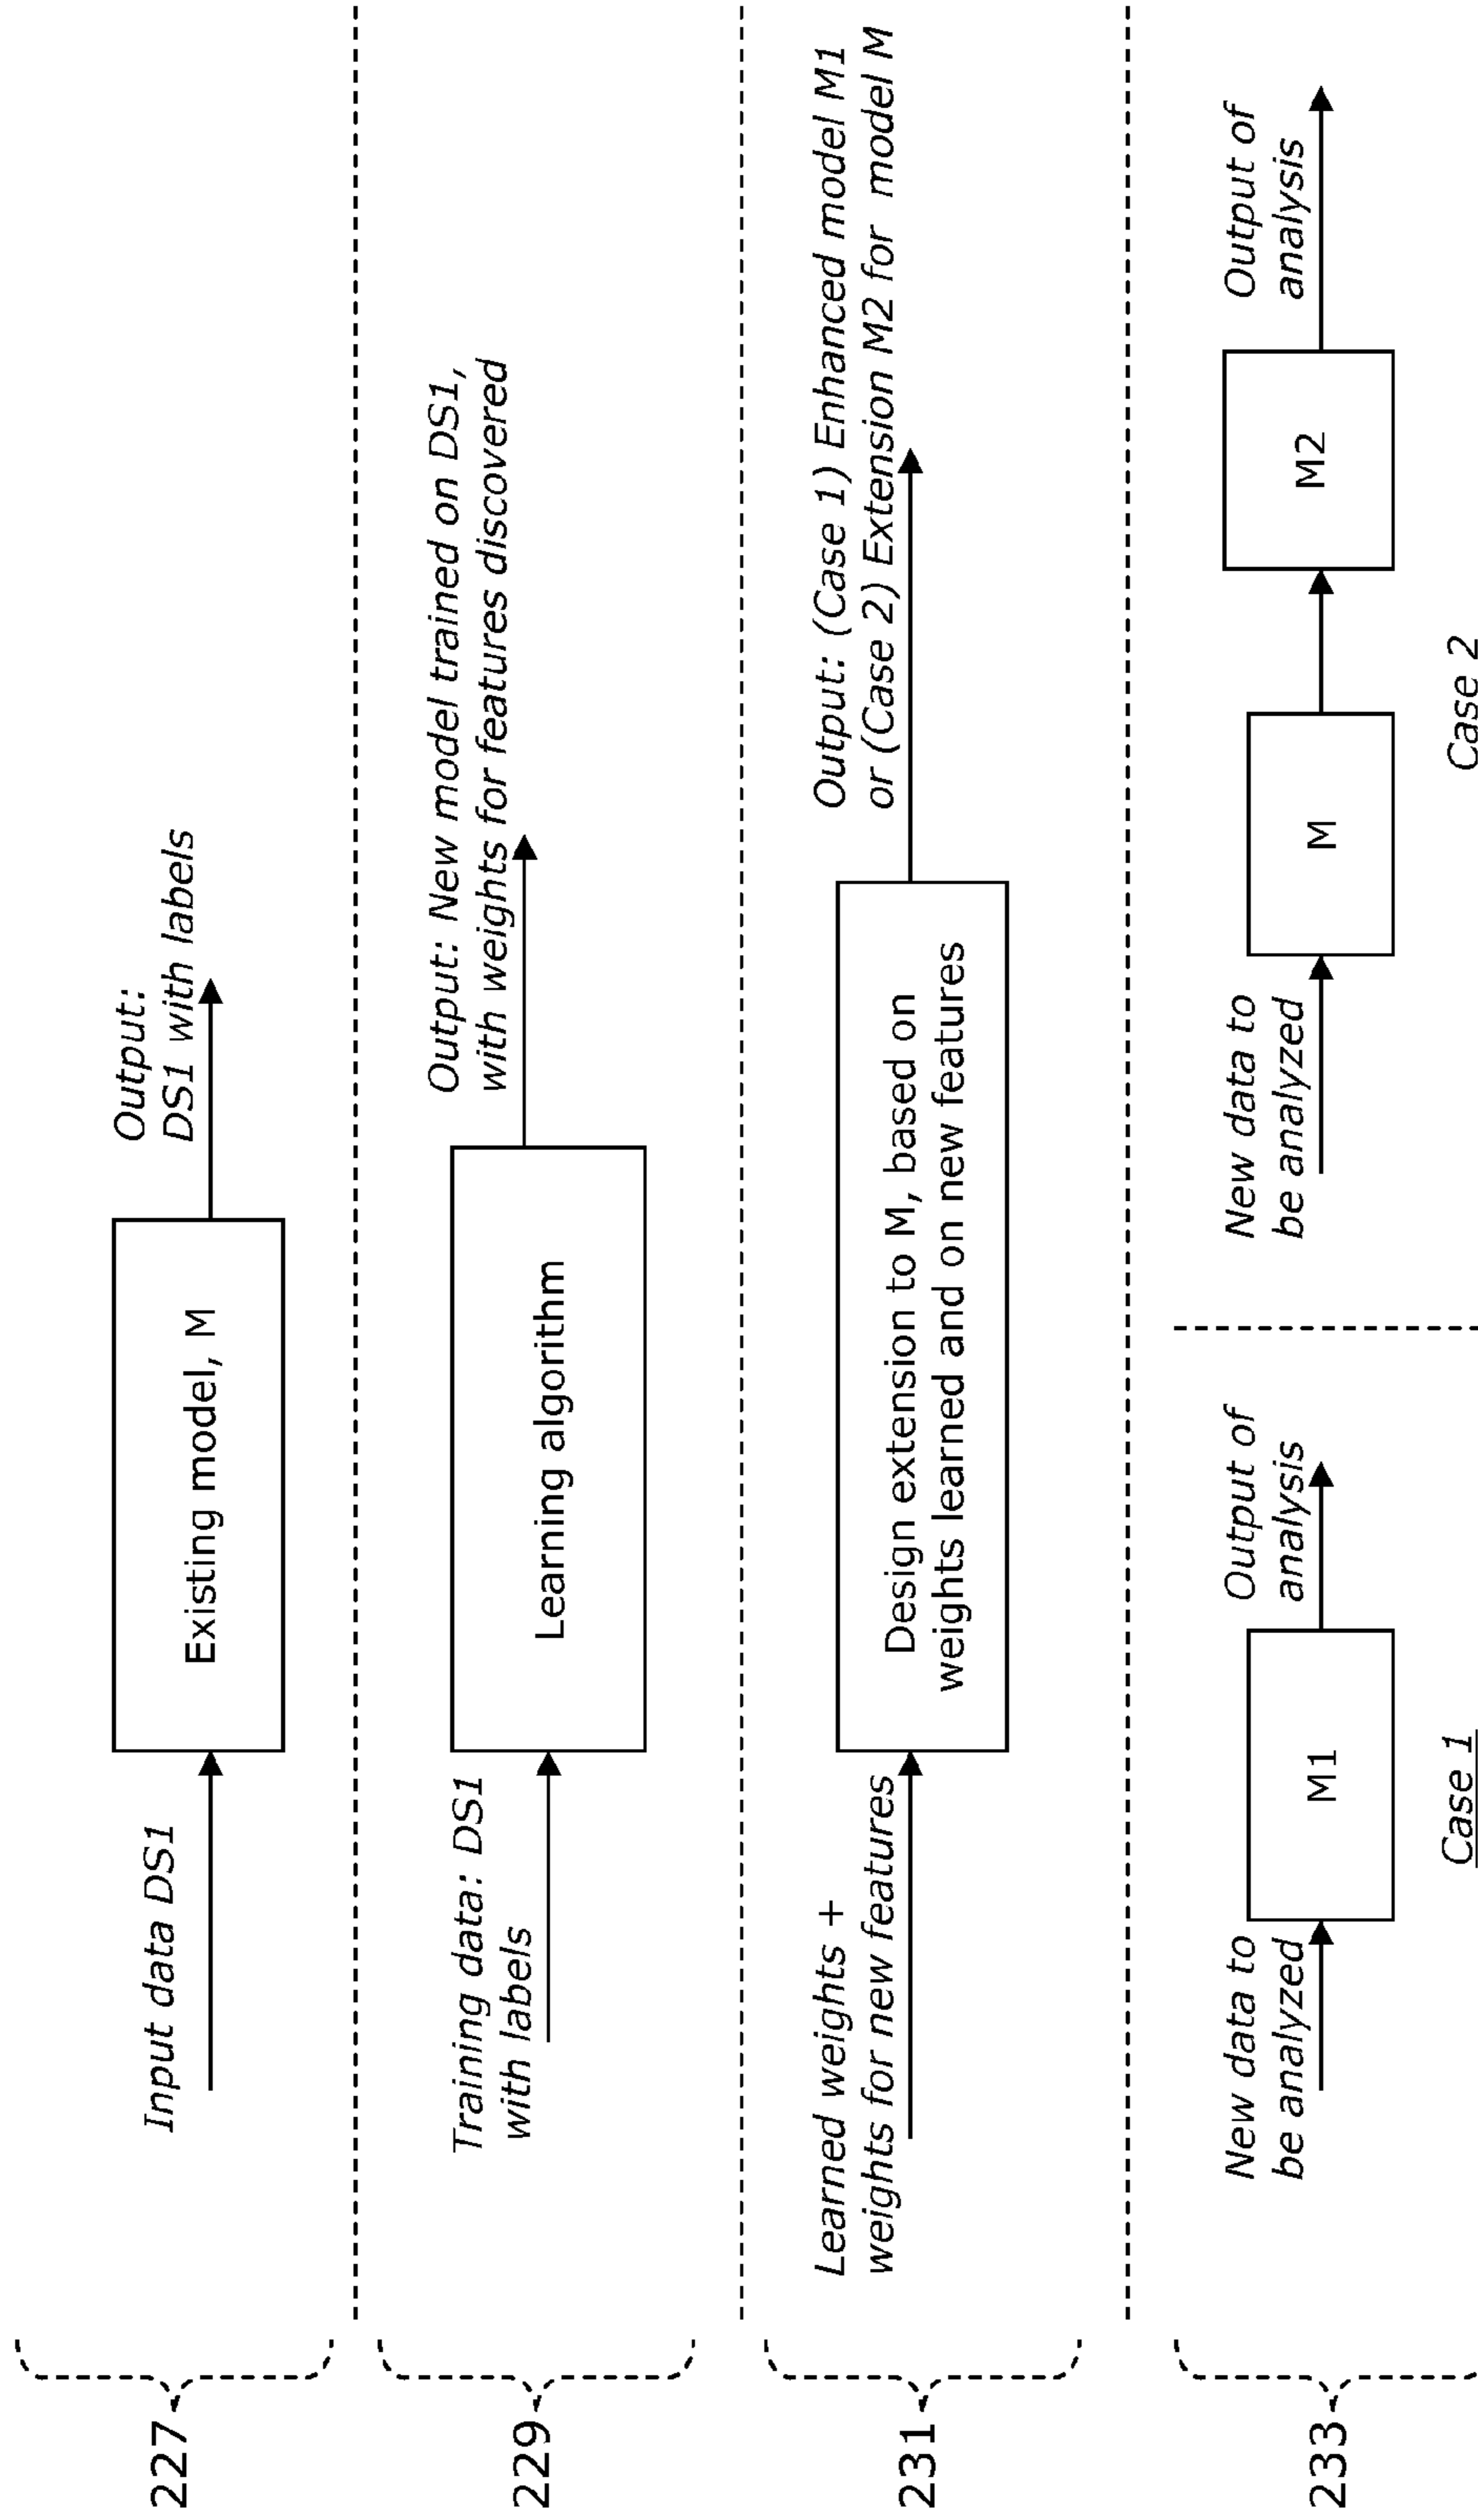 227
Input data DS1
Existing model, M
Output:
DS1 with labels
229
Training data: DS1
with labels
Learning algorithm
Output: New model trained on DS1,
with weights for features discovered
231
Learned weights +
weights for new features
Design extension to M, based on
weights learned and on new features
Output: (Case 1) Enhanced model M1
or (Case 2) Extension M2 for model M
233
New data to
be analyzed
M1
Output of
analysis
Case 1
New data to
be analyzed
M
M2
Output of
analysis
Case 2